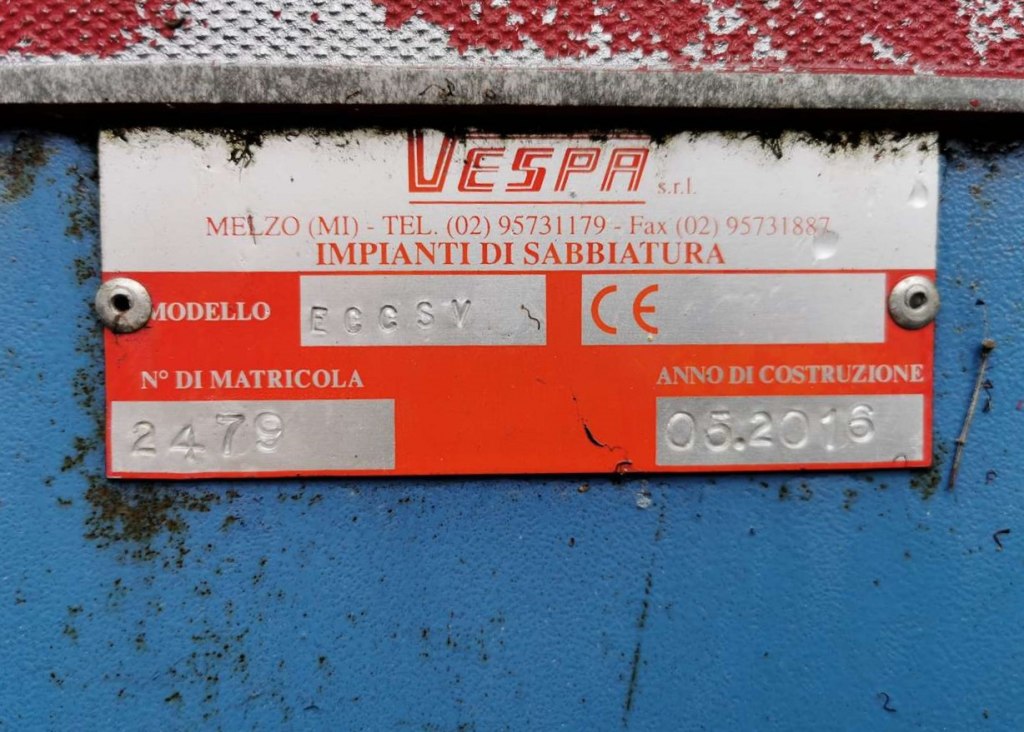 VESPA s.r.l.
MELZO (MI) - TEL. (02) 95731179 - Fax (02) 95731887
IMPIANTI DI SABBIATURA
MODELLO ECCSV CE
N° DI MATRICOLA ANNO DI COSTRUZIONE
2479 05.2016